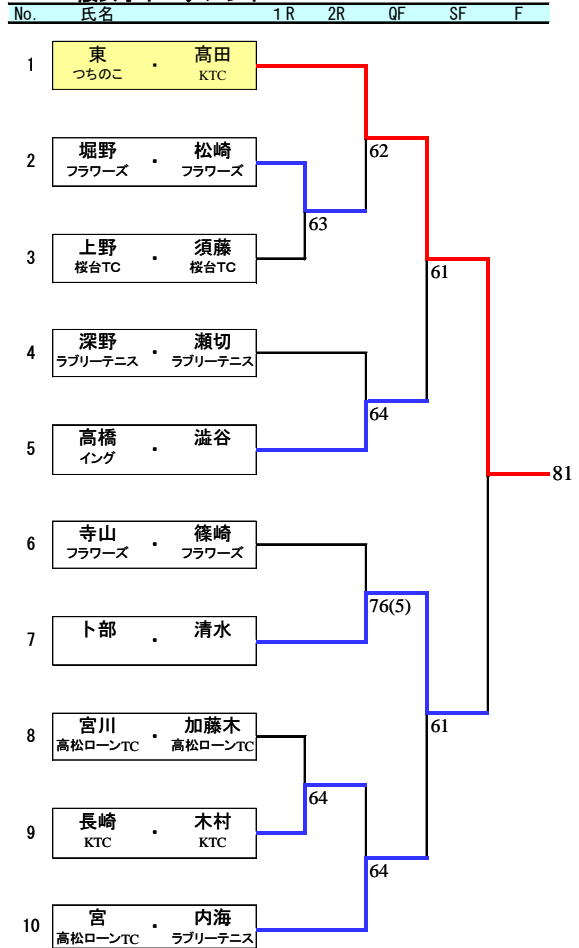 No. 氏名 1R 2R QF SF F
1 東 ・ 髙田
つちのこ KTC
2 堀野 ・ 松崎
フラワーズ フラワーズ
62
63
3 上野 ・ 須藤
桜台TC 桜台TC
61
4 深野 ・ 瀬切
ラブリーテニス ラブリーテニス
64
5 高橋 ・ 澁谷
イング
81
6 寺山 ・ 篠崎
フラワーズ フラワーズ
76(5)
7 卜部 ・ 清水
61
8 宮川 ・ 加藤木
高松ローンTC 高松ローンTC
64
9 長崎 ・ 木村
KTC KTC
64
10 宮 ・ 内海
高松ローンTC ラブリーテニス